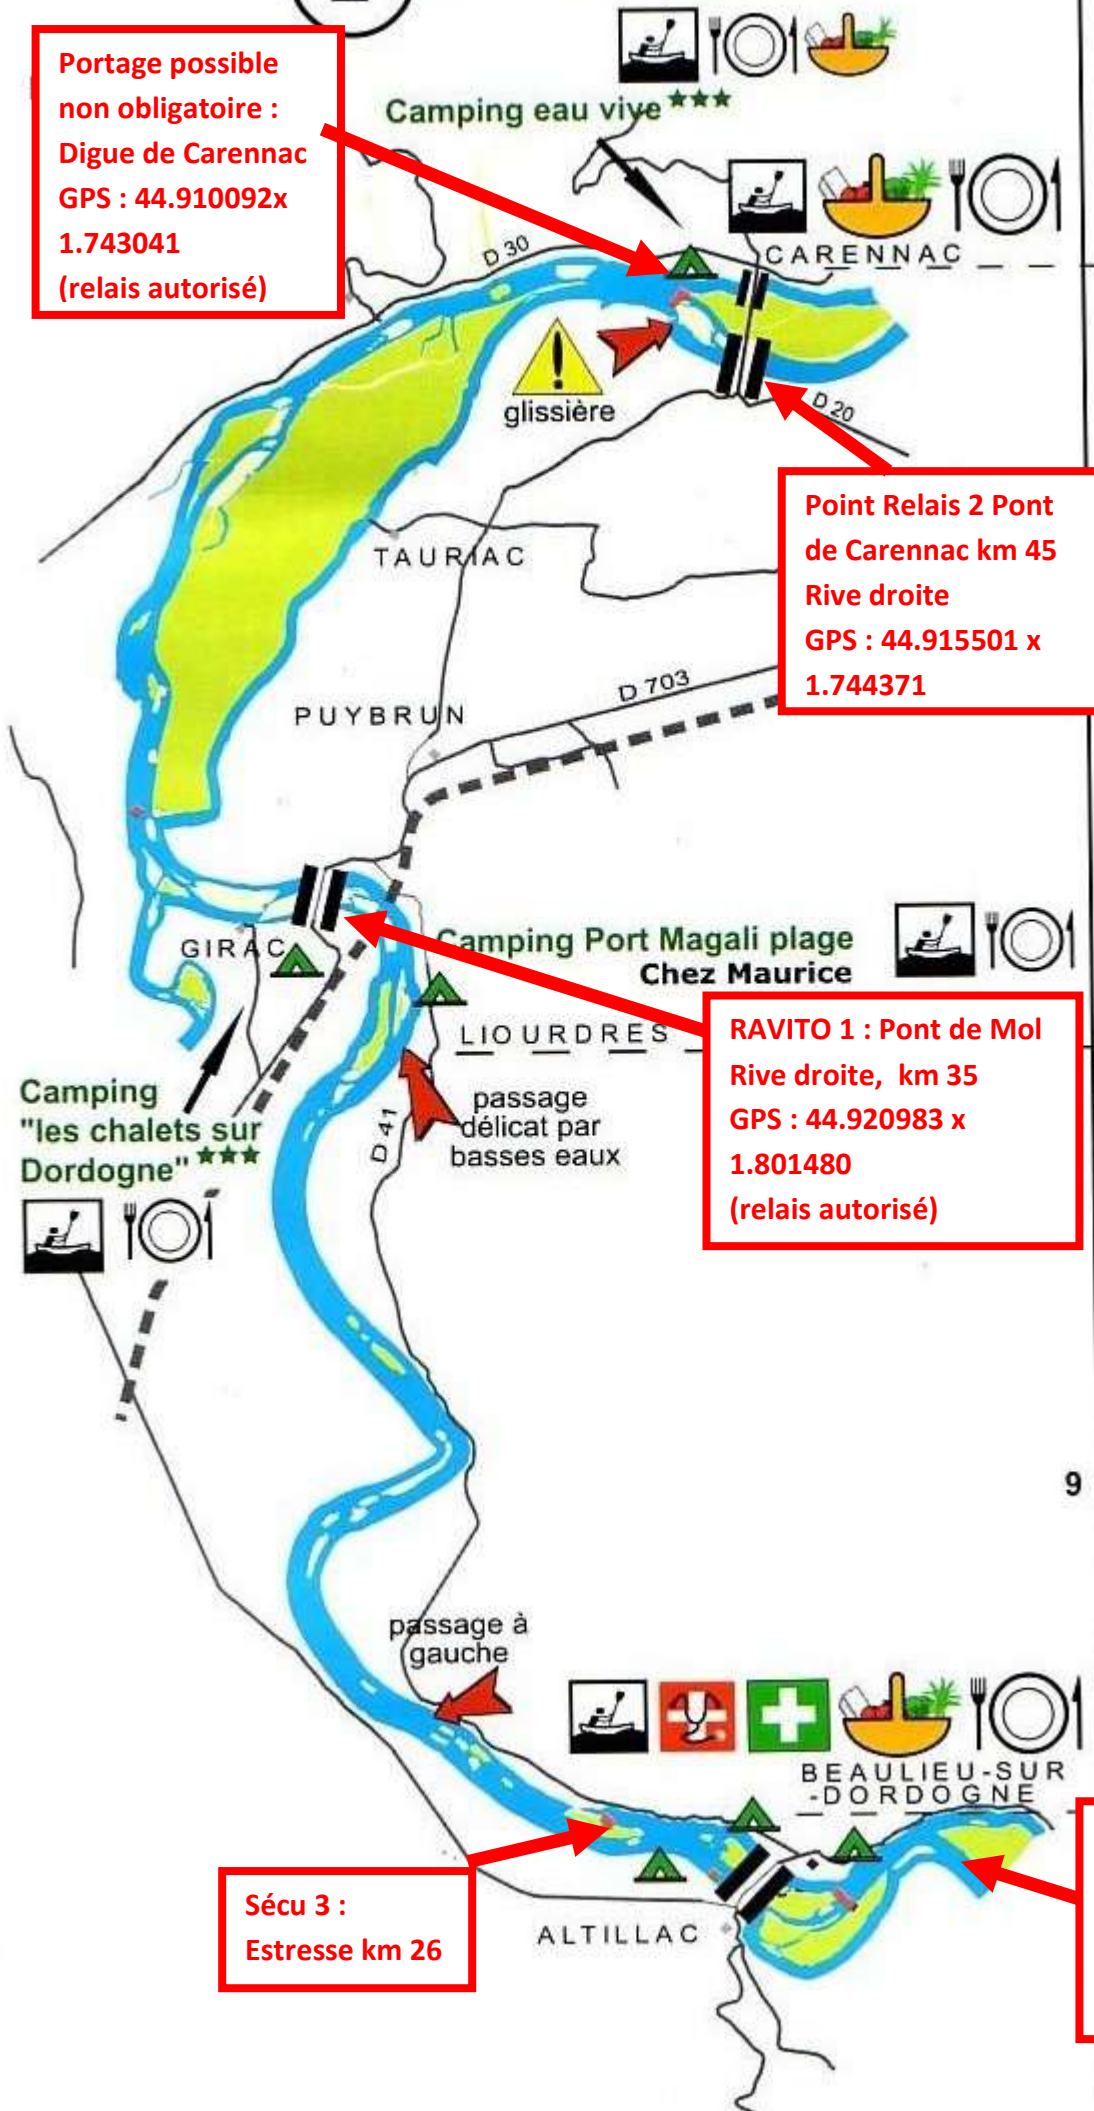 Portage possible
non obligatoire :
Digue de Carennac
GPS : 44.910092x
1.743041
(relais autorisé)
Camping eau vive ***
CARENNAC
D 30
glissière
D 20
Point Relais 2 Pont
de Carennac km 45
Rive droite
GPS : 44.915501 x
1.744371
TAURIAC
D 703
PUYBRUN
GIRAC
Camping Port Magali plage
Chez Maurice
LIOURDRES
RAVITO 1 : Pont de Mol
Rive droite, km 35
GPS : 44.920983 x
1.801480
(relais autorisé)
Camping
"les chalets sur
Dordogne" ***
passage
délicat par
basses eaux
D 41
9
passage à
gauche
BEAULIEU-SUR
-DORDOGNE
Sécu 3 :
Estresse km 26
ALTILLAC